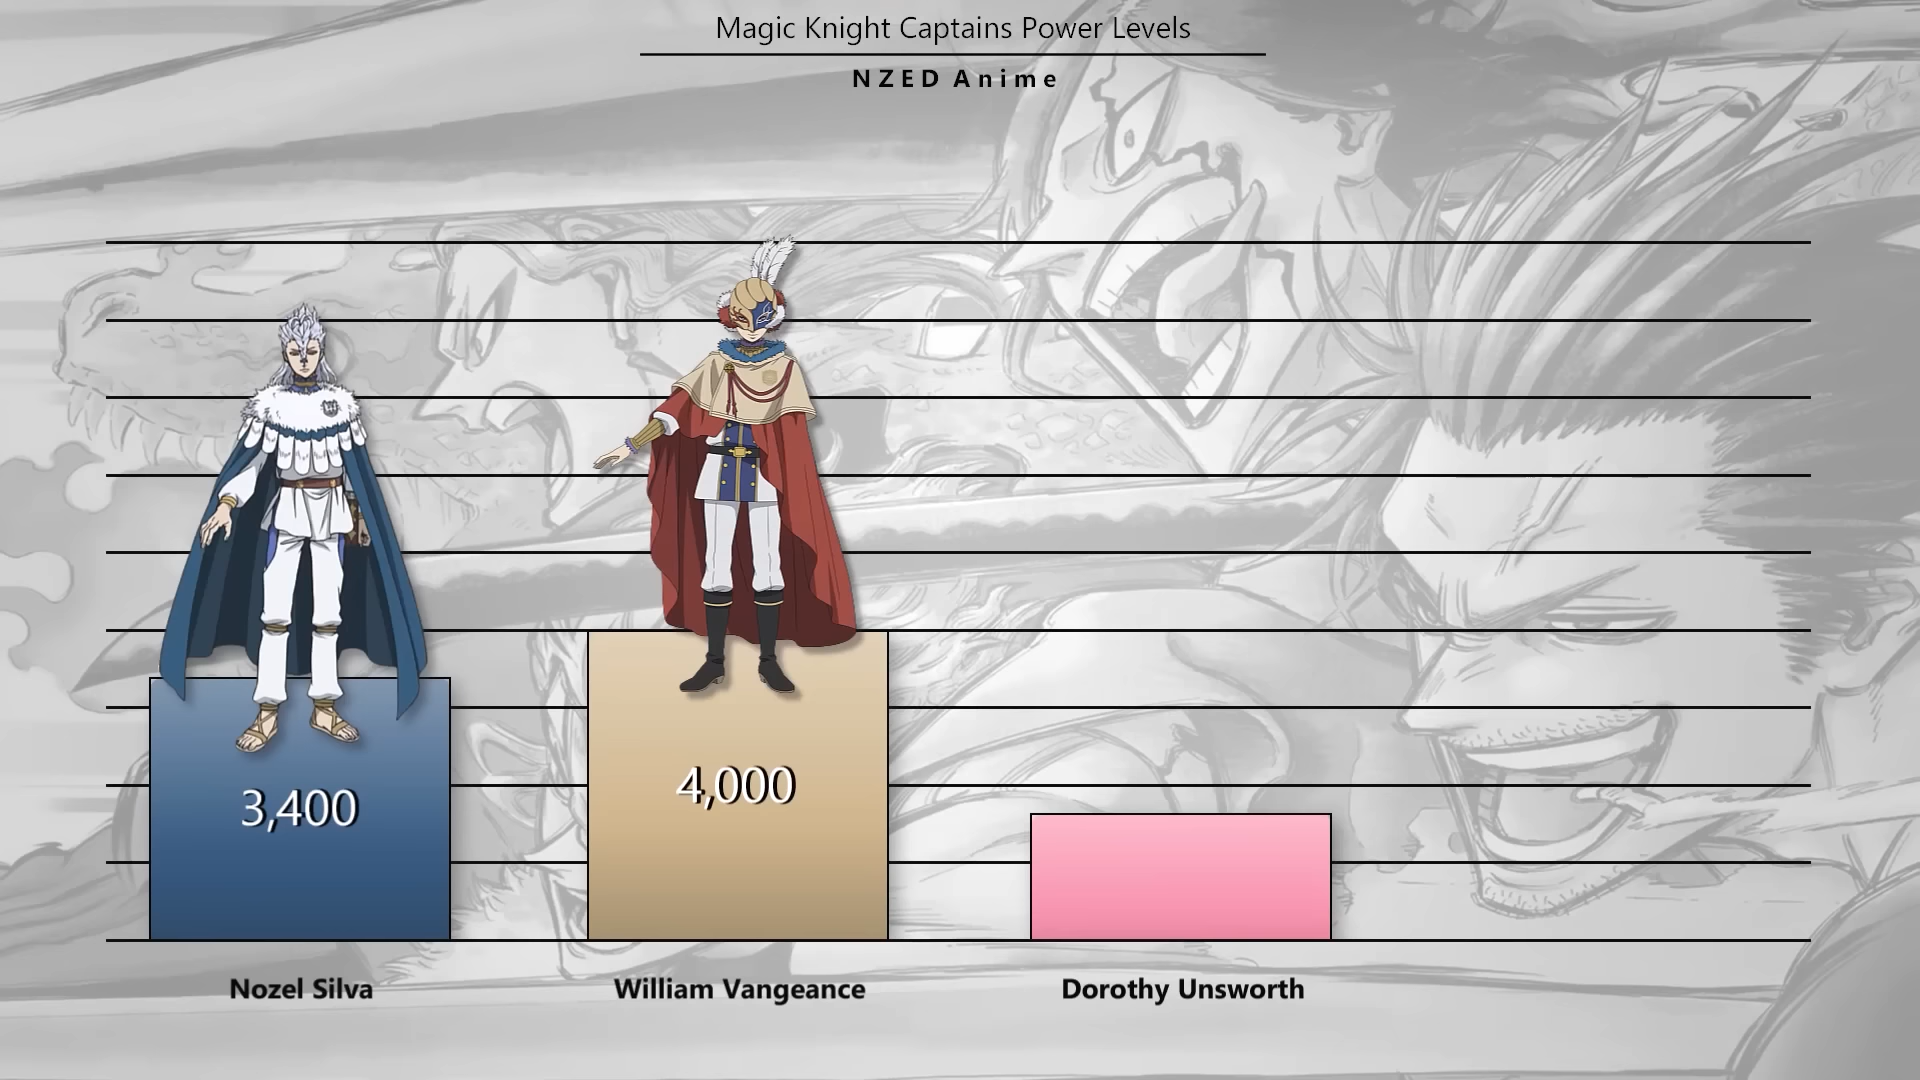 Magic Knight Captains Power Levels
NZED Anime
3,400
4,000
Nozel Silva
William Vangeance
Dorothy Unsworth